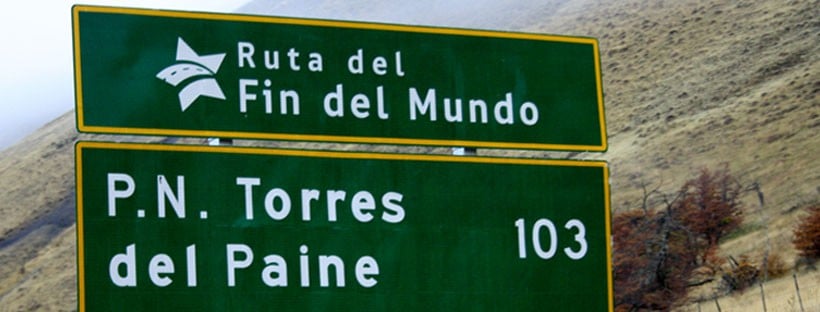 Ruta del
Fin del Mundo
P.N. Torres
del Paine
103